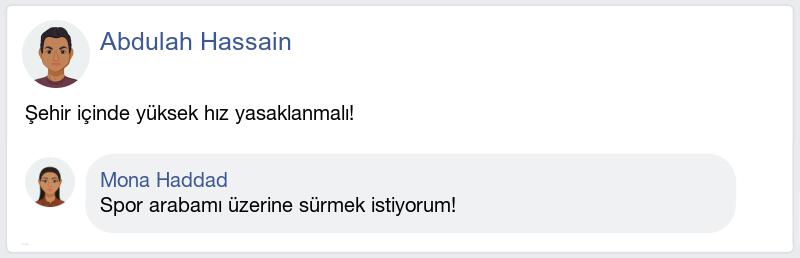 Abdulah Hassain
Şehir içinde yüksek hız yasaklanmalı!
Mona Haddad
Spor arabamı üzerine sürmek istiyorum!